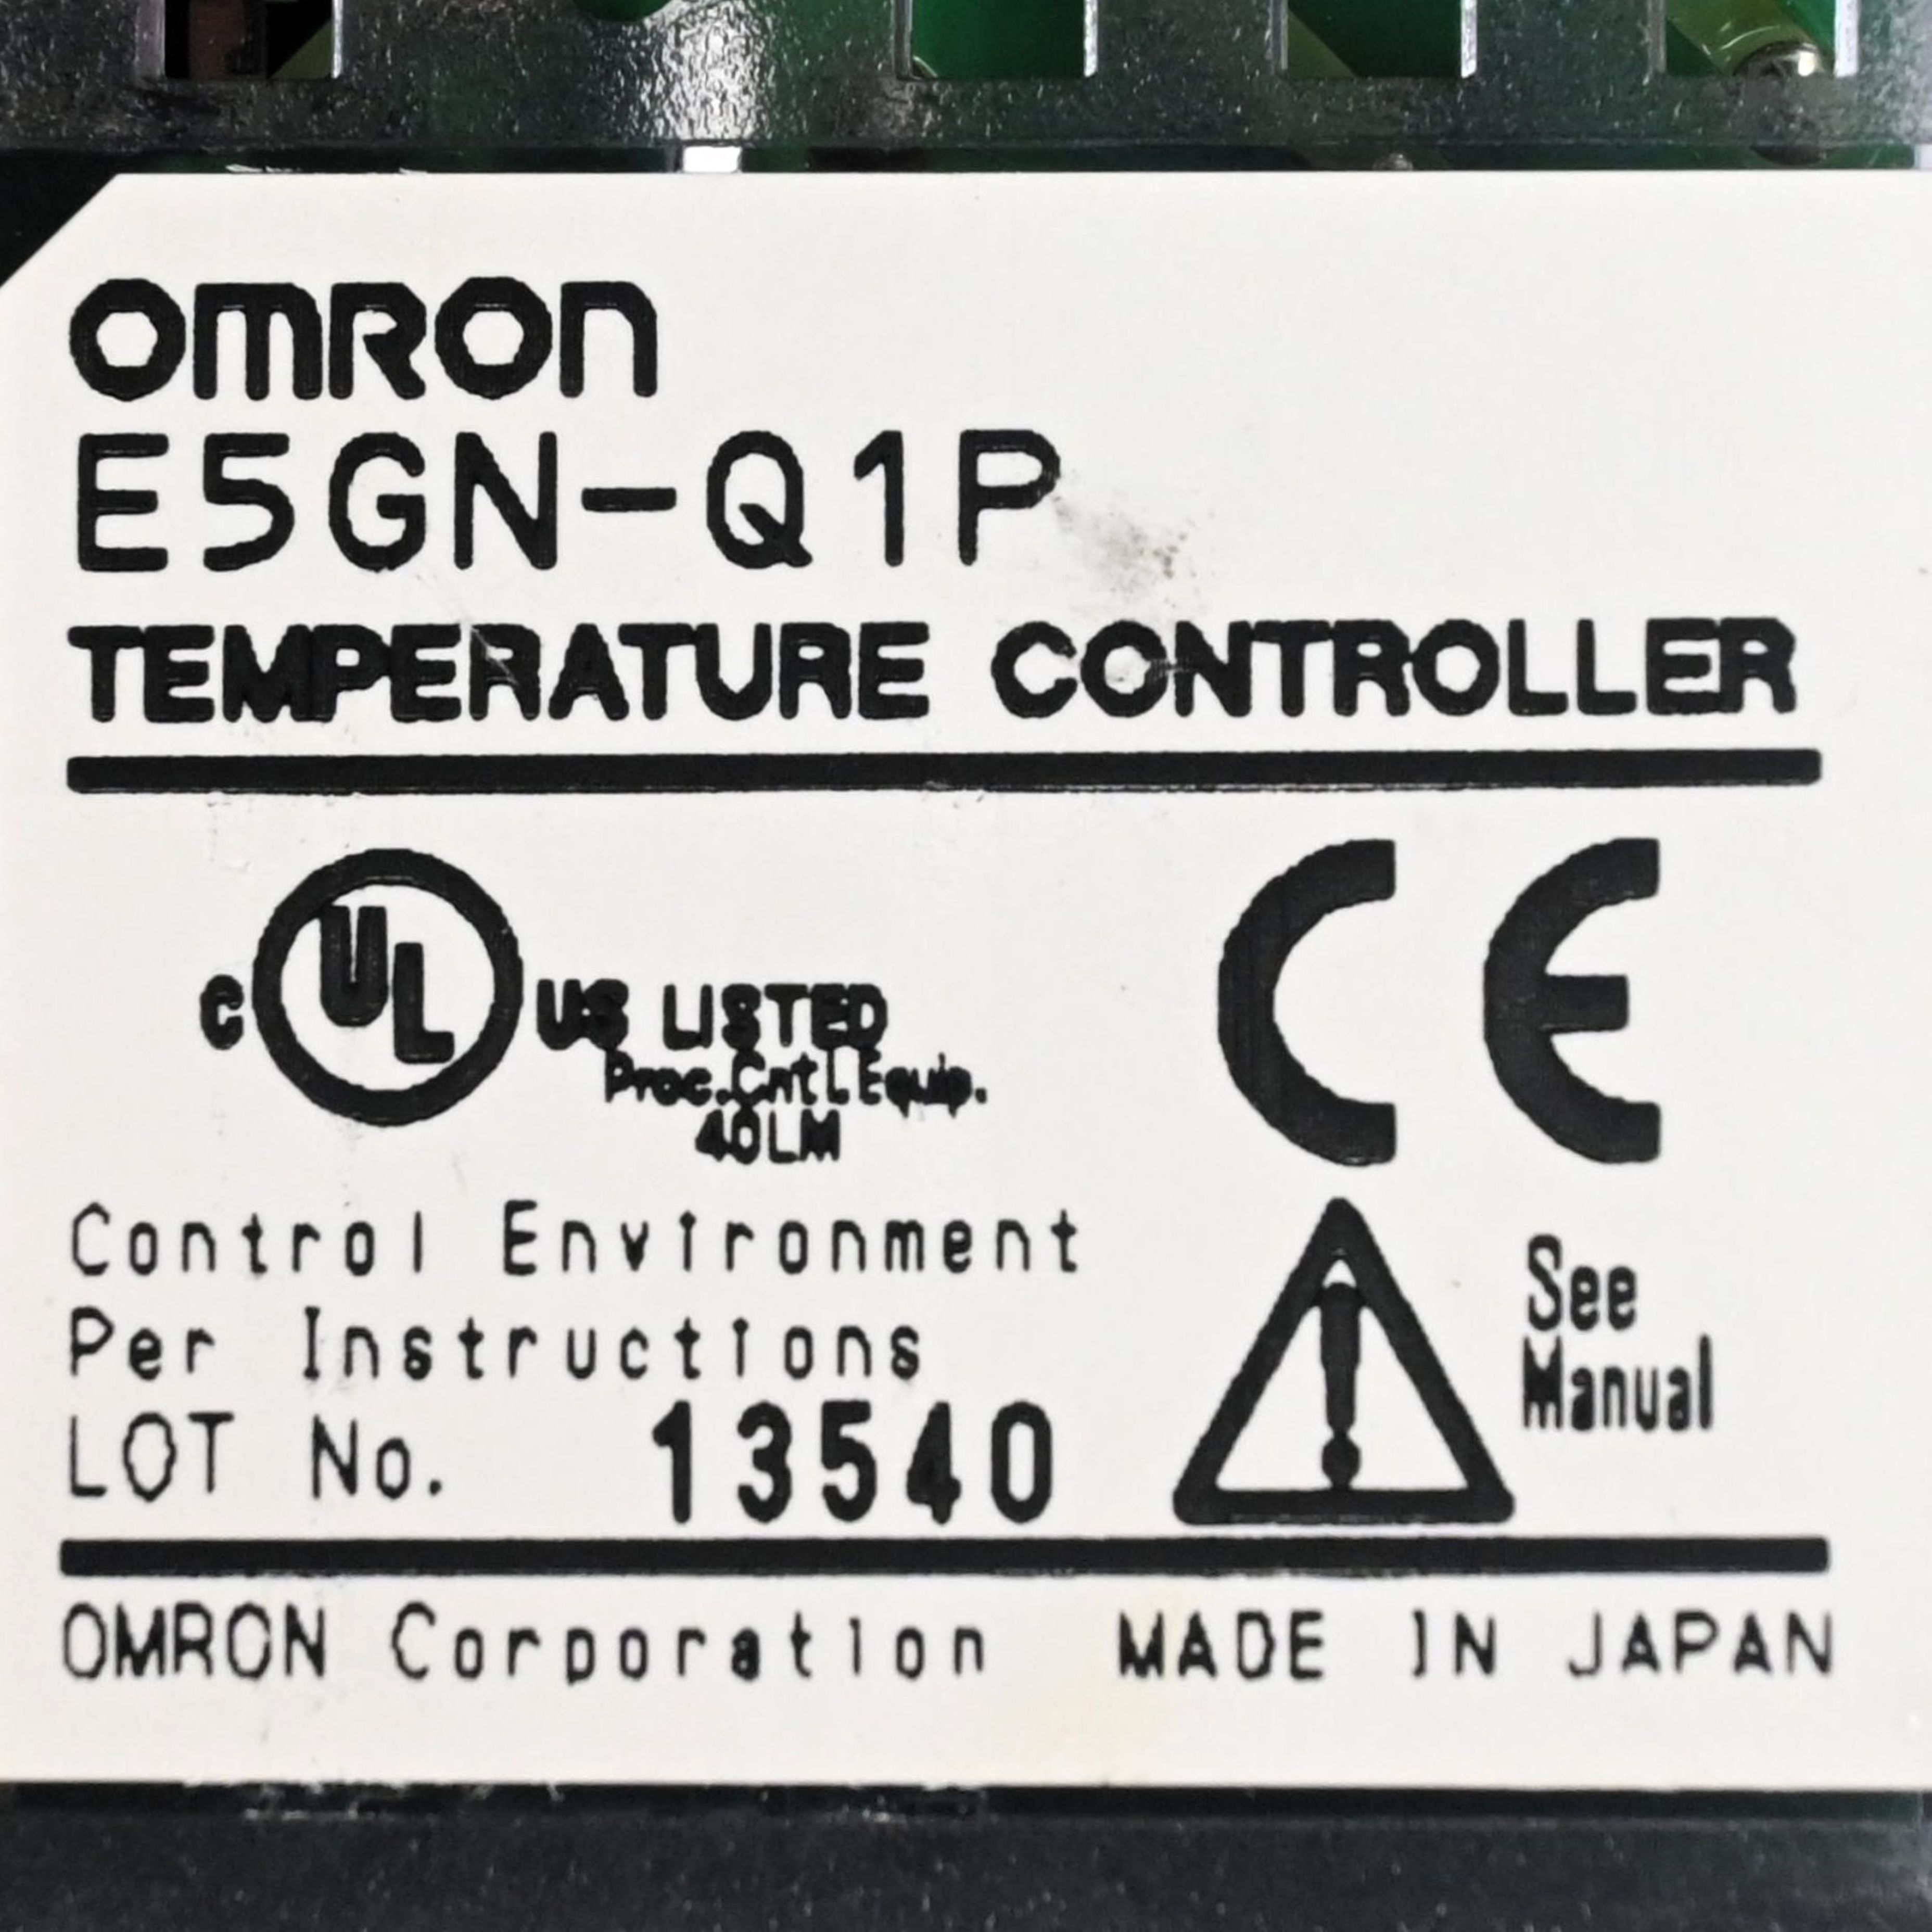 OMRON
E5GN-Q1P
TEMPERATURE CONTROLLER
C UL US LISTED
Proc.Cntl.Equip.
40LM
CE
Control Environment
Per Instructions
See
Manual
LOT No. 13540
OMRON Corporation MADE IN JAPAN